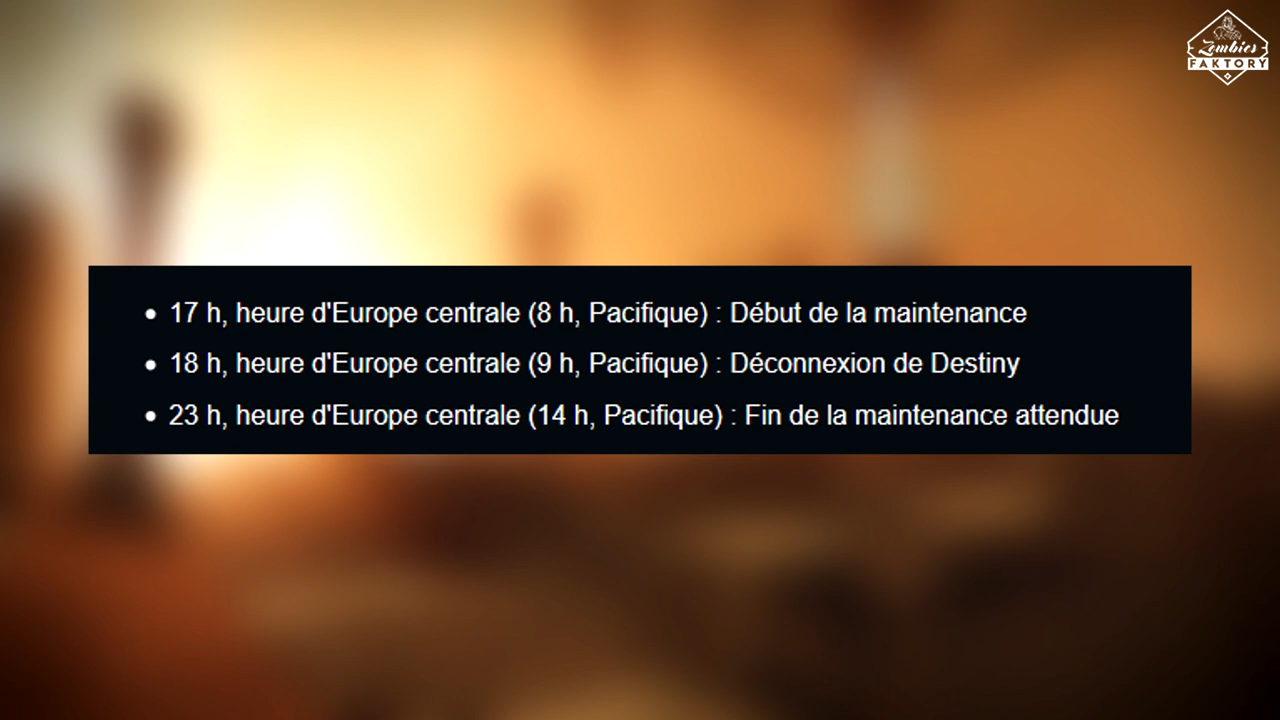 Zombies
FAKTORY
• 17 h, heure d'Europe centrale (8 h, Pacifique) : Début de la maintenance
• 18 h, heure d'Europe centrale (9 h, Pacifique) : Déconnexion de Destiny
• 23 h, heure d'Europe centrale (14 h, Pacifique) : Fin de la maintenance attendue